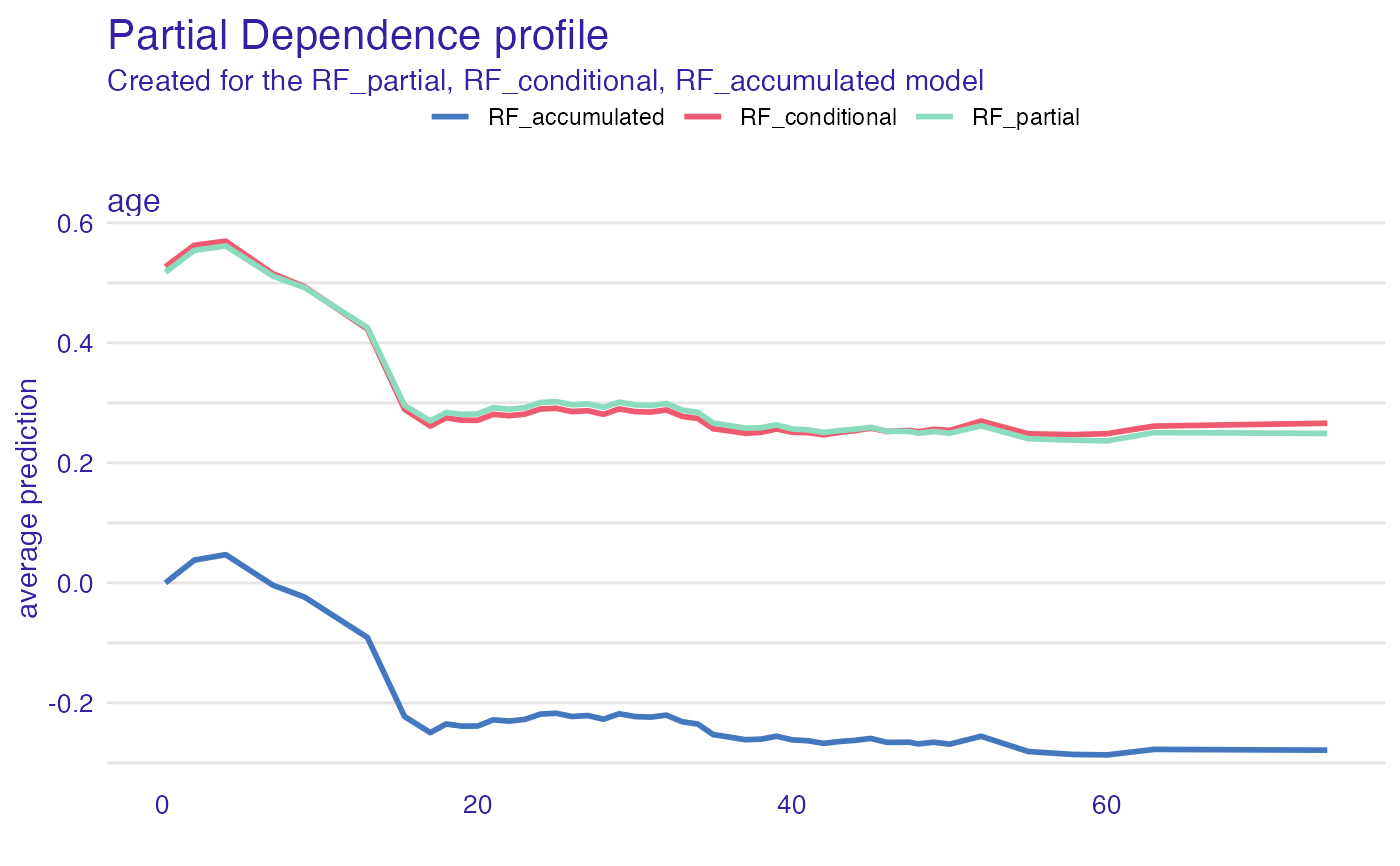 Partial Dependence profile
Created for the RF_partial, RF_conditional, RF_accumulated model
RF_accumulated RF_conditional RF_partial
age
0.6
0.4
0.2
0.0
-0.2
average prediction
0 20 40 60